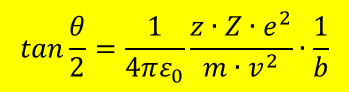 tan θ/2 = 1/4πε₀ z · Z · e²/m · v² · 1/b